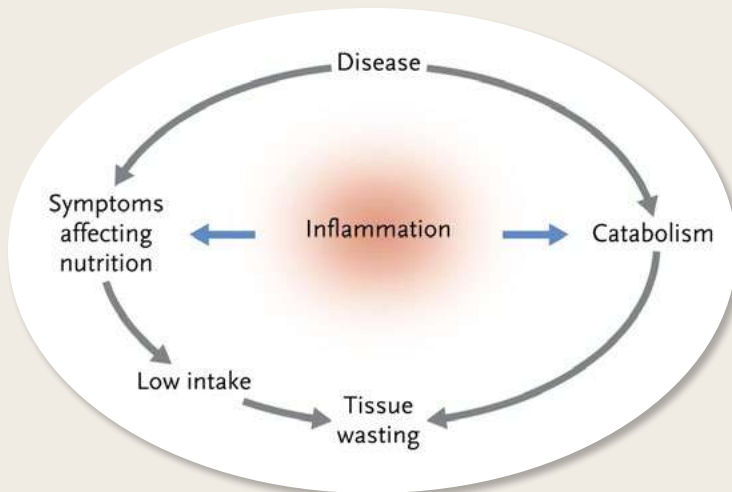 Disease
Symptoms
affecting
nutrition
Inflammation
Catabolism
Low intake
Tissue
wasting